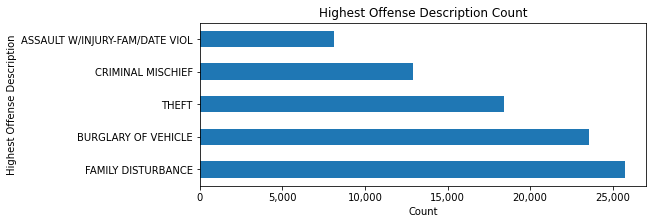 Highest Offense Description Count
Highest Offense Description
ASSAULT W/INJURY-FAM/DATE VIOL
CRIMINAL MISCHIEF
THEFT
BURGLARY OF VEHICLE
FAMILY DISTURBANCE
0 5,000 10,000 15,000 20,000 25,000
Count